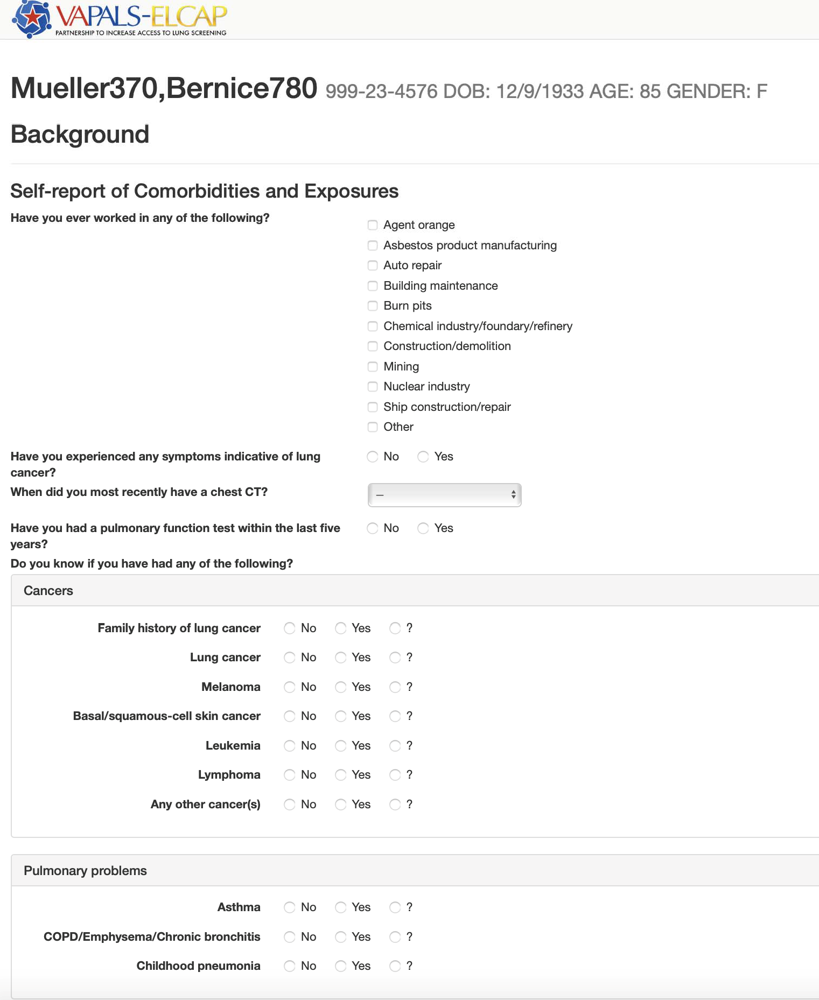 VAPALS-ELCAP
PARTNERSHIP TO INCREASE ACCESS TO LUNG SCREENING
Mueller370,Bernice780 999-23-4576 DOB: 12/9/1933 AGE: 85 GENDER: F
Background
Self-report of Comorbidities and Exposures
Have you ever worked in any of the following?
Agent orange
Asbestos product manufacturing
Auto repair
Building maintenance
Burn pits
Chemical industry/foundary/refinery
Construction/demolition
Mining
Nuclear industry
Ship construction/repair
Other
Have you experienced any symptoms indicative of lung
cancer?
No Yes
When did you most recently have a chest CT?
—
Have you had a pulmonary function test within the last five
years?
No Yes
Do you know if you have had any of the following?
Cancers
Family history of lung cancer No Yes ?
Lung cancer No Yes ?
Melanoma No Yes ?
Basal/squamous-cell skin cancer No Yes ?
Leukemia No Yes ?
Lymphoma No Yes ?
Any other cancer(s) No Yes ?
Pulmonary problems
Asthma No Yes ?
COPD/Emphysema/Chronic bronchitis No Yes ?
Childhood pneumonia No Yes ?